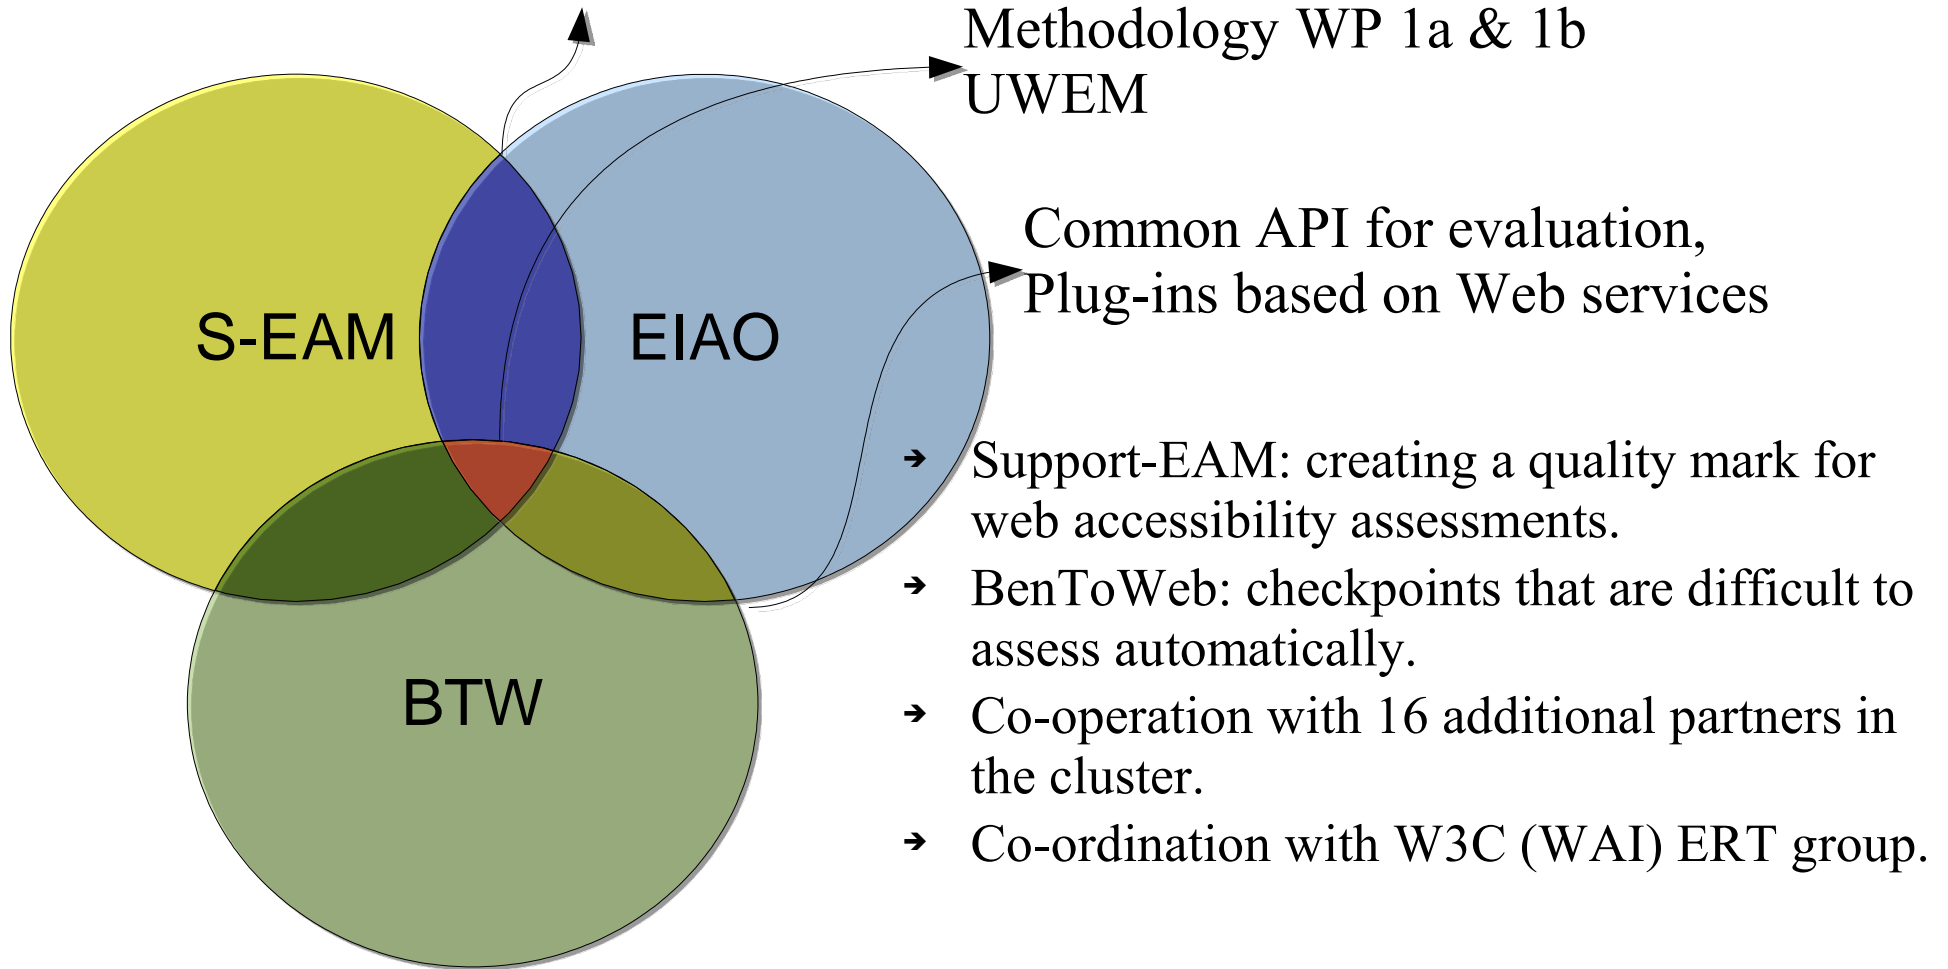 Methodology WP 1a & 1b
UWEM
Common API for evaluation,
Plug-ins based on Web services
S-EAM
EIAO
BTW
➔ Support-EAM: creating a quality mark for
web accessibility assessments.
➔ BenToWeb: checkpoints that are difficult to
assess automatically.
➔ Co-operation with 16 additional partners in
the cluster.
➔ Co-ordination with W3C (WAI) ERT group.